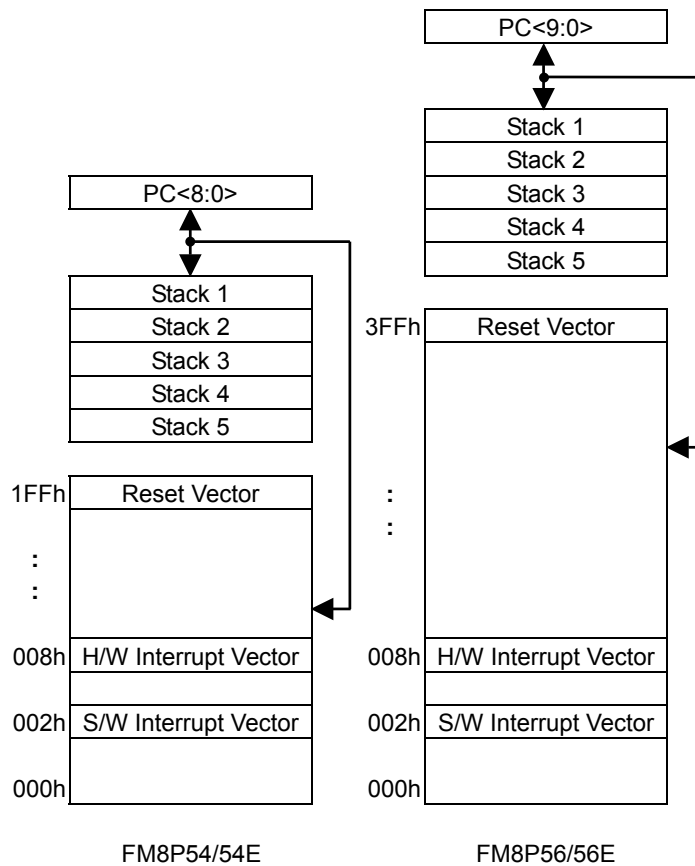 PC<8:0>
Stack 1
Stack 2
Stack 3
Stack 4
Stack 5
1FFh
Reset Vector
:
:
008h
H/W Interrupt Vector
002h
S/W Interrupt Vector
000h
FM8P54/54E
PC<9:0>
Stack 1
Stack 2
Stack 3
Stack 4
Stack 5
3FFh
Reset Vector
:
:
008h
H/W Interrupt Vector
002h
S/W Interrupt Vector
000h
FM8P56/56E